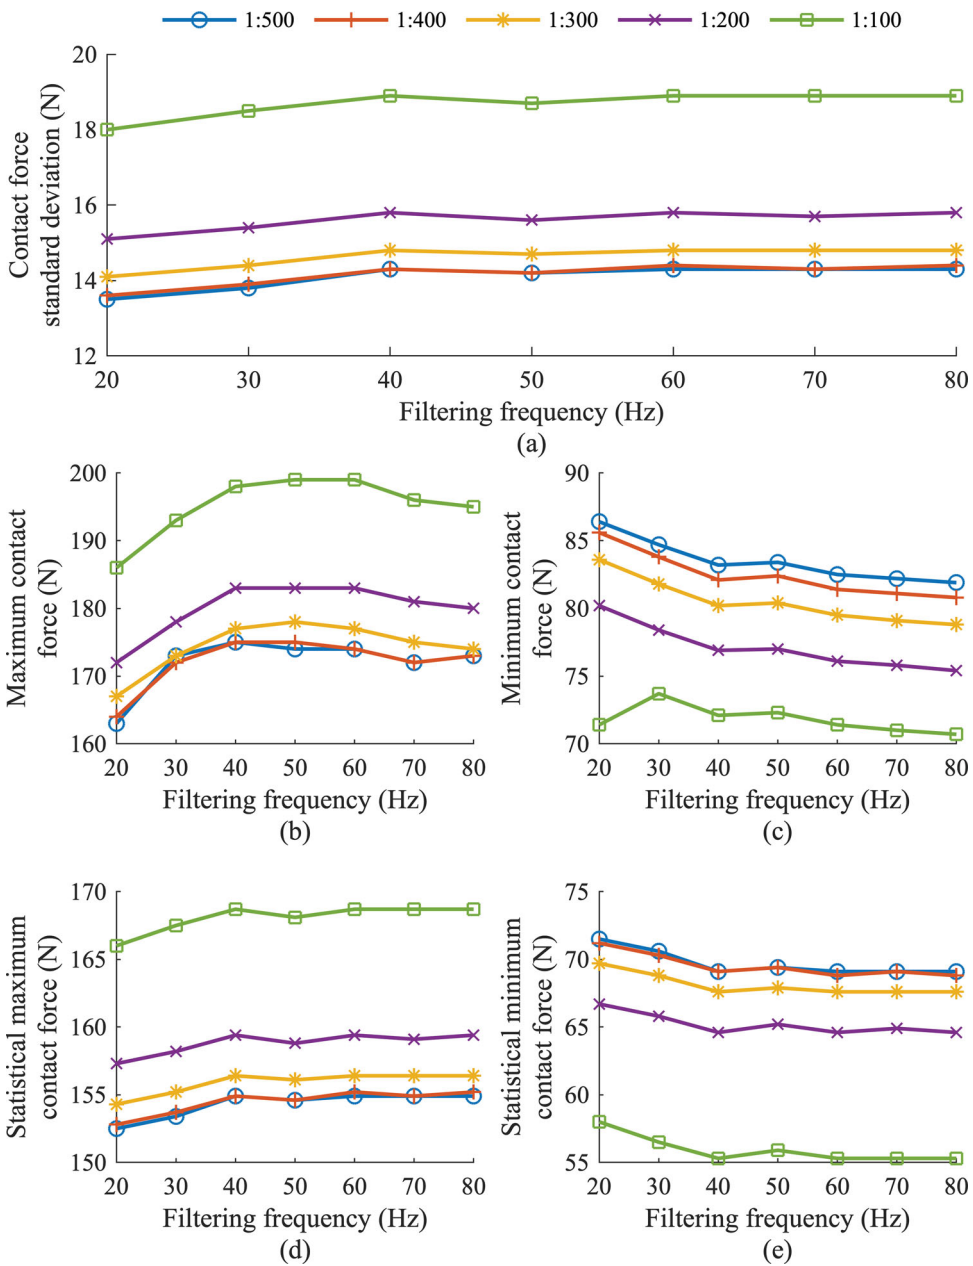 1:500 1:400 1:300 1:200 1:100
20
18
16
14
12
Contact force
standard deviation (N)
20 30 40 50 60 70 80
Filtering frequency (Hz)
(a)
200
190
180
170
160
Maximum contact
force (N)
20 30 40 50 60 70 80
Filtering frequency (Hz)
(b)
90
85
80
75
70
Minimum contact
force (N)
20 30 40 50 60 70 80
Filtering frequency (Hz)
(c)
170
165
160
155
150
Statistical maximum
contact force (N)
20 30 40 50 60 70 80
Filtering frequency (Hz)
(d)
75
70
65
60
55
Statistical minimum
contact force (N)
20 30 40 50 60 70 80
Filtering frequency (Hz)
(e)